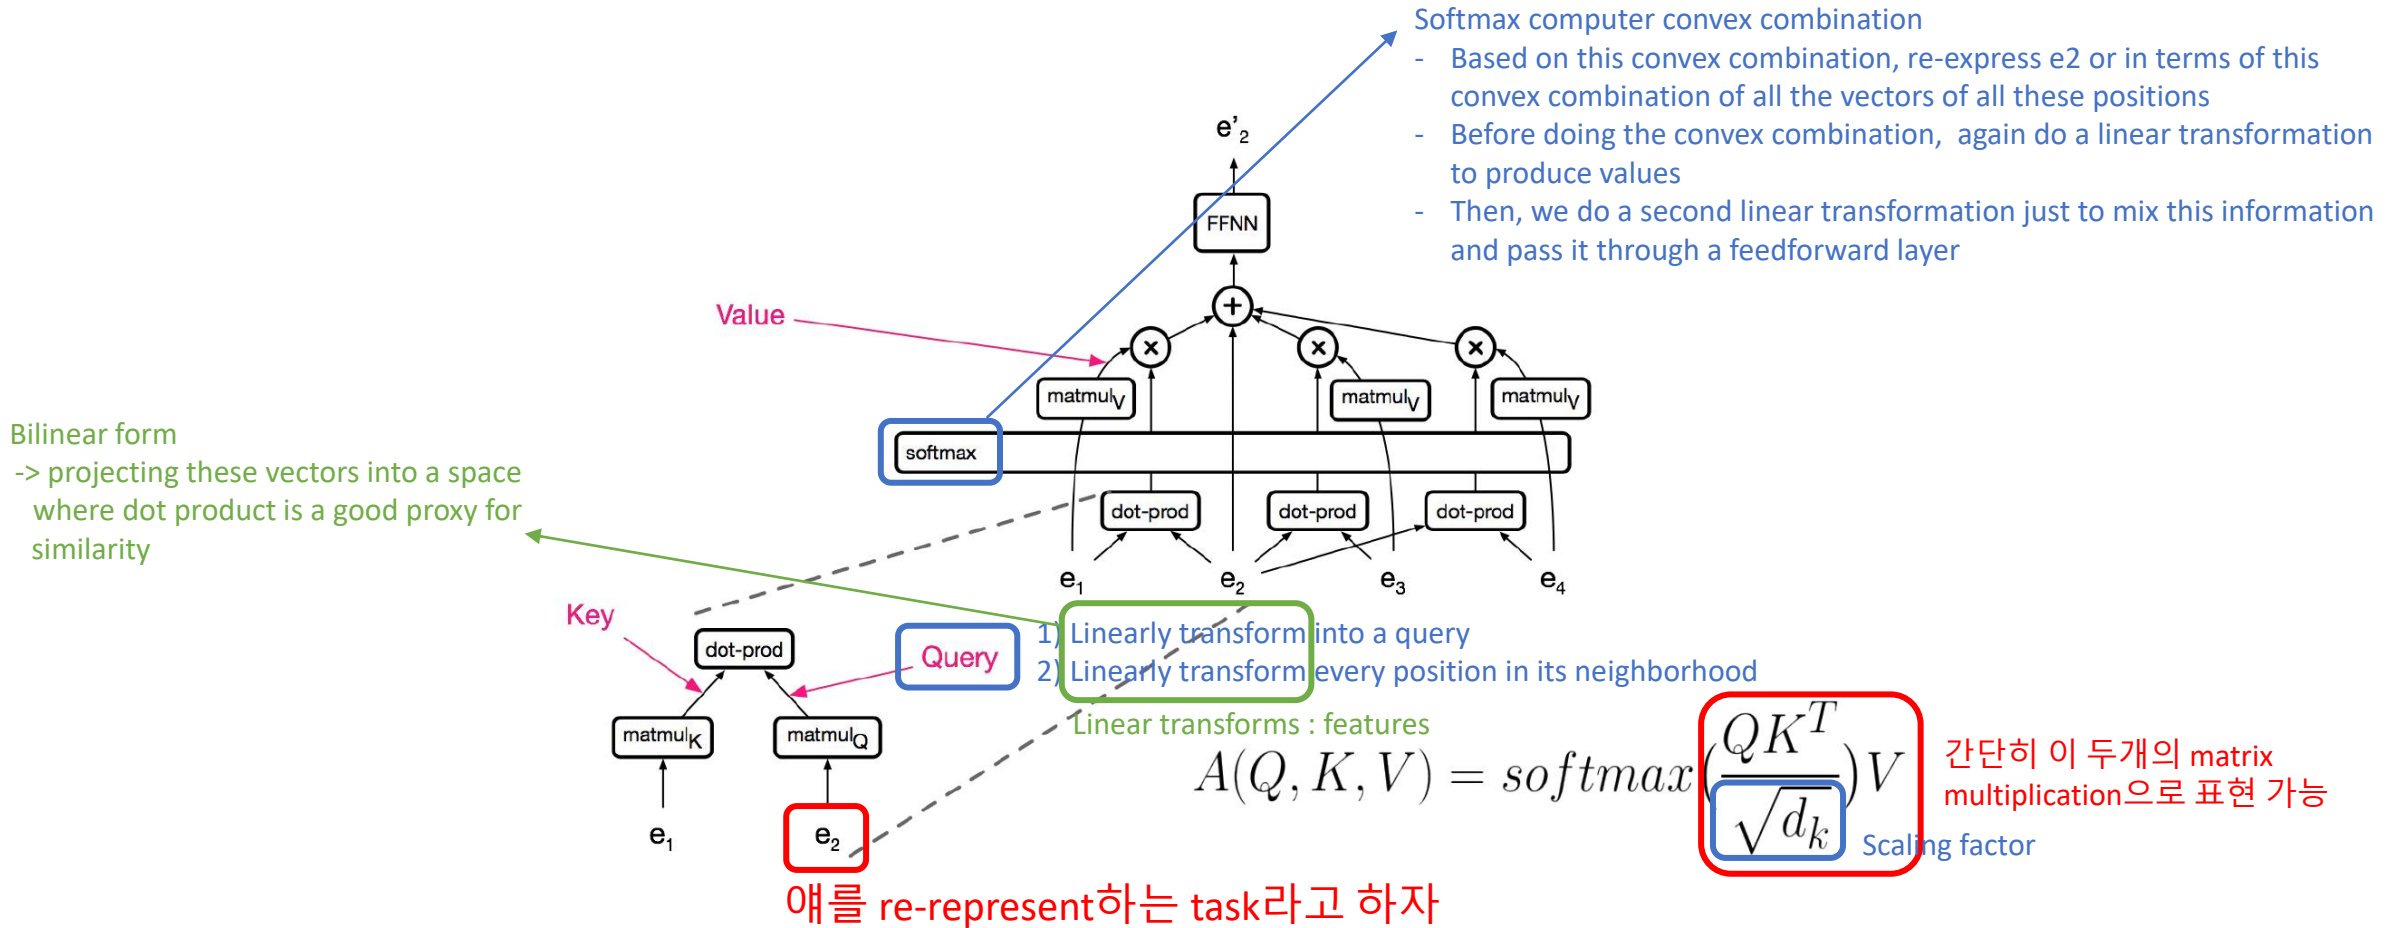 Softmax computer convex combination
- Based on this convex combination, re-express e2 or in terms of this
convex combination of all the vectors of all these positions
- Before doing the convex combination, again do a linear transformation
to produce values
- Then, we do a second linear transformation just to mix this information
and pass it through a feedforward layer
e'₂
FFNN
Value
+
× × ×
matmul_V matmul_V matmul_V
softmax
Bilinear form
-> projecting these vectors into a space
where dot product is a good proxy for
similarity
dot-prod dot-prod dot-prod
e₁ e₂ e₃ e₄
Key
dot-prod
Query
1) Linearly transform into a query
2) Linearly transform every position in its neighborhood
Linear transforms : features
matmul_K matmul_Q
e₁ e₂
A(Q, K, V) = softmax(QK^T / √d_k)V
간단히 이 두개의 matrix
multiplication으로 표현 가능
Scaling factor
얘를 re-represent하는 task라고 하자